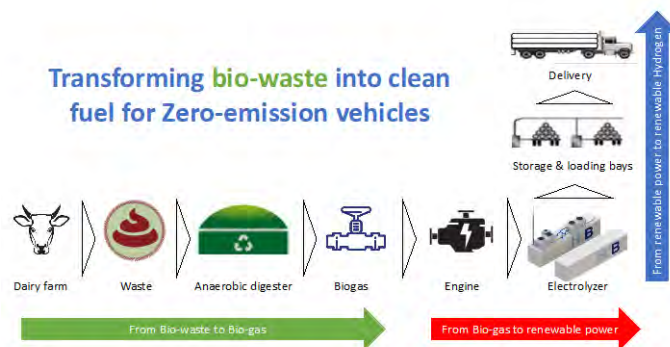 Transforming bio-waste into clean
fuel for Zero-emission vehicles
Delivery
Storage & loading bays
Dairy farm
Waste
Anaerobic digester
Biogas
Engine
Electrolyzer
From Bio-waste to Bio-gas
From Bio-gas to renewable power
From renewable power to renewable Hydrogen
B
B